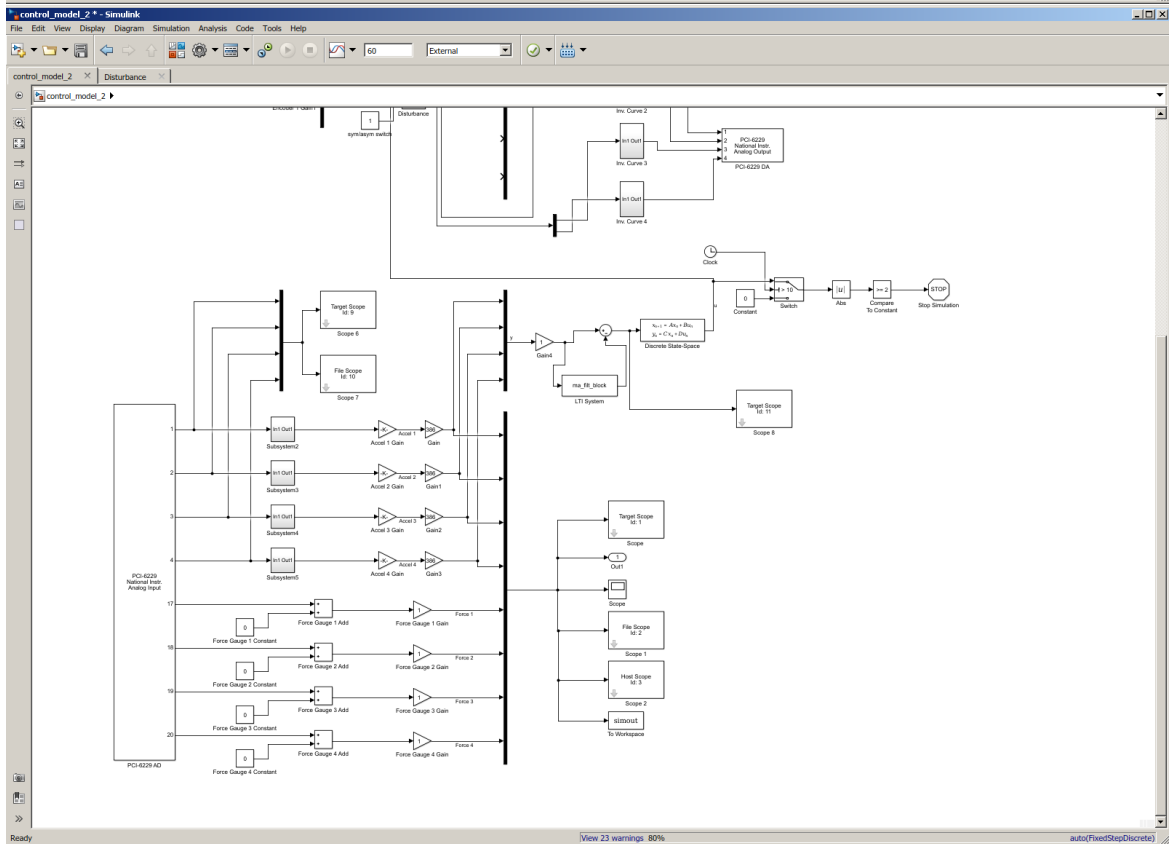 control_model_2 * - Simulink
File Edit View Display Diagram Simulation Analysis Code Tools Help
60
External
control_model_2
Disturbance
control_model_2
Disturbance
1
sym/asym switch
Inv. Curve 2
In1 Out1
Inv. Curve 3
In1 Out1
Inv. Curve 4
1
2
3
4
PCI-6229
National Instr.
Analog Output
PCI-6229 DA
Clock
0
Constant
> 10
Switch
|u|
Abs
>= 2
Compare
To Constant
STOP
Stop Simulation
Target Scope
Id: 9
Scope 6
File Scope
Id: 10
Scope 7
y
1
Gain4
Discrete State-Space
u
ma_filt_block
LTI System
Target Scope
Id: 11
Scope 8
PCI-6229
National Instr.
Analog Input
PCI-6229 AD
1
In1 Out1
Subsystem2
-K-
Accel 1 Gain
Accel 1
386
Gain
2
In1 Out1
Subsystem3
-K-
Accel 2 Gain
Accel 2
386
Gain1
3
In1 Out1
Subsystem4
-K-
Accel 3 Gain
Accel 3
386
Gain2
4
In1 Out1
Subsystem5
-K-
Accel 4 Gain
Accel 4
386
Gain3
17
0
Force Gauge 1 Constant
Force Gauge 1 Add
1
Force Gauge 1 Gain
Force 1
18
0
Force Gauge 2 Constant
Force Gauge 2 Add
1
Force Gauge 2 Gain
Force 2
19
0
Force Gauge 3 Constant
Force Gauge 3 Add
1
Force Gauge 3 Gain
Force 3
20
0
Force Gauge 4 Constant
Force Gauge 4 Add
1
Force Gauge 4 Gain
Force 4
Target Scope
Id: 1
Scope
1
Out1
Scope
File Scope
Id: 2
Scope 1
Host Scope
Id: 3
Scope 2
simout
To Workspace
Ready
View 23 warnings 80%
auto(FixedStepDiscrete)